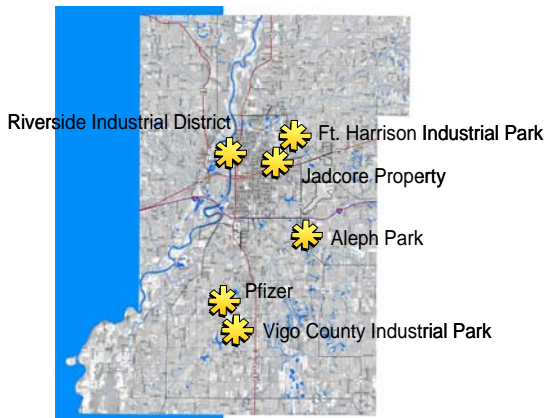 Riverside Industrial District
Ft. Harrison Industrial Park
Jadcore Property
Aleph Park
Pfizer
Vigo County Industrial Park